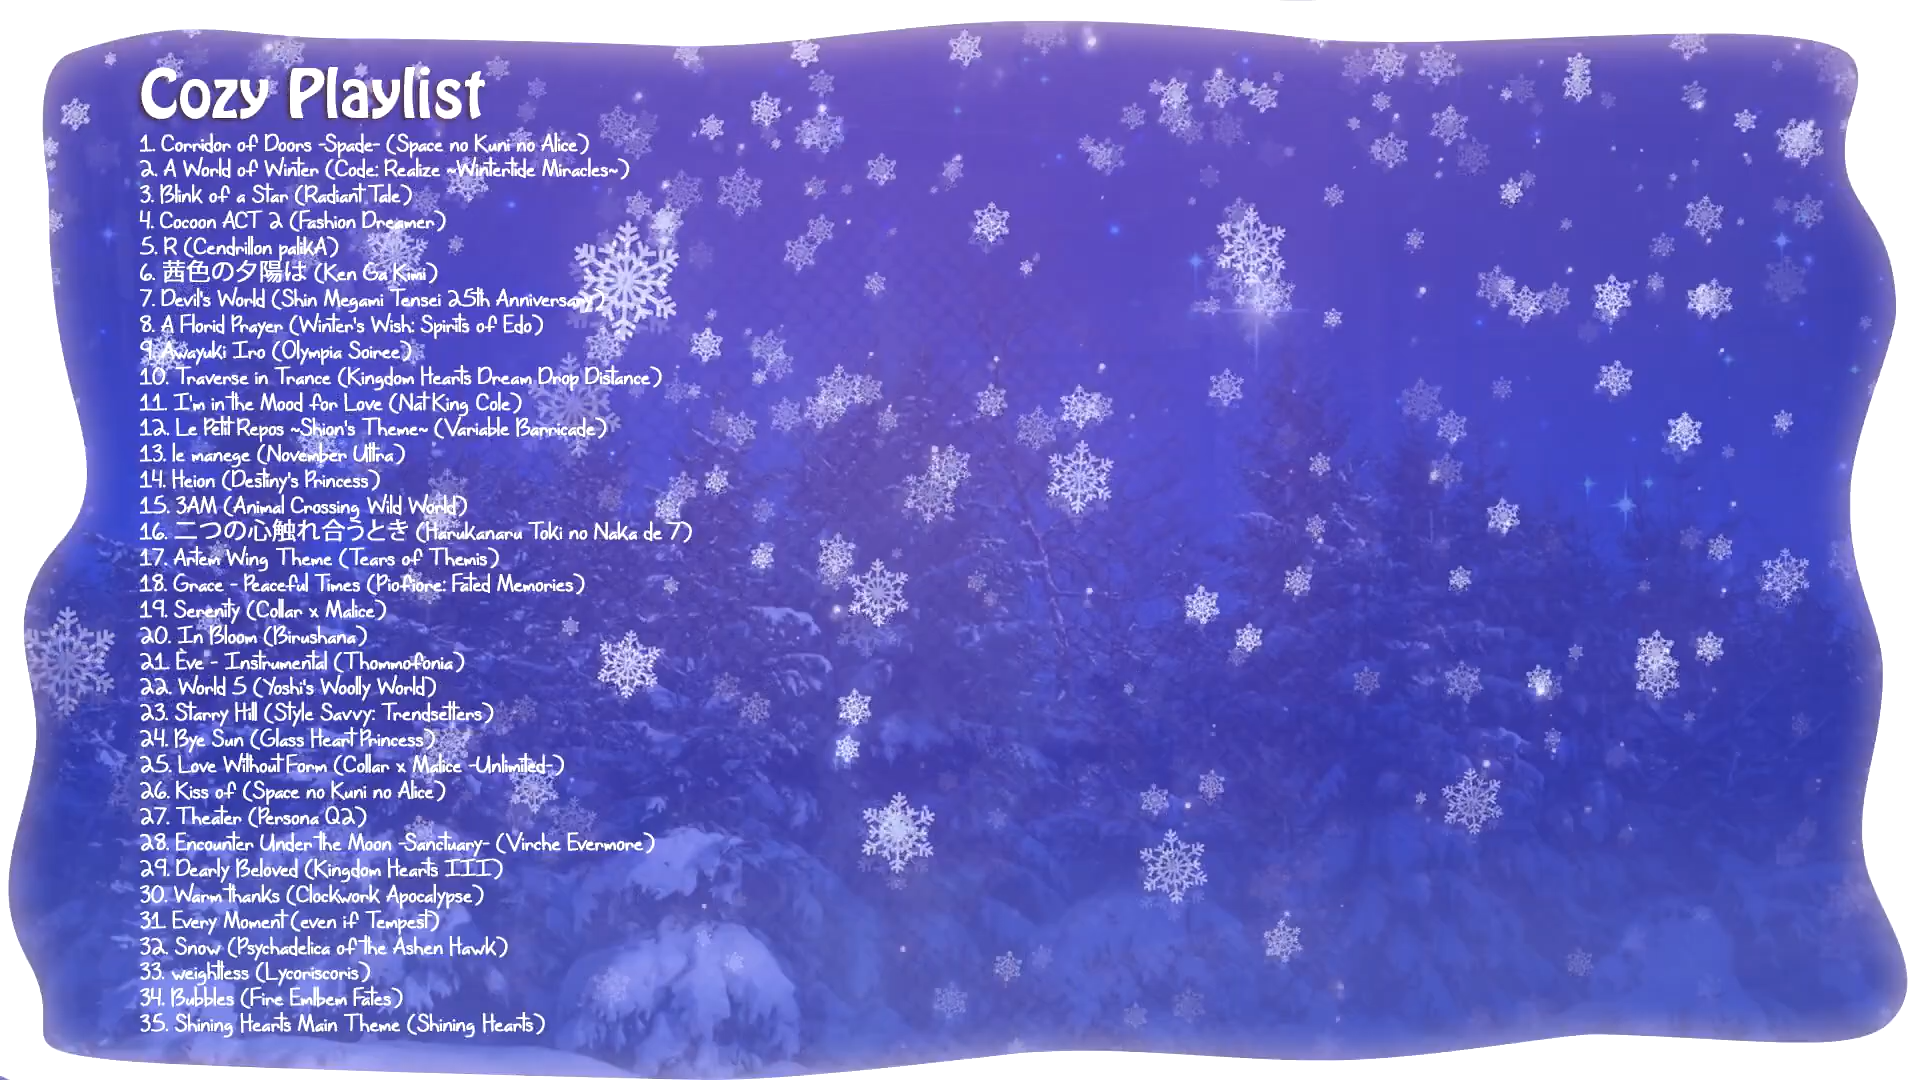 Cozy Playlist
1. Corridor of Doors -Spade- (Space no Kuni no Alice)
2. A World of Winter (Code: Realize ~Wintertide Miracles~)
3. Blink of a Star (Radiant Tale)
4. Cocoon ACT 2 (Fashion Dreamer)
5. R (Cendrillon palikA)
6. 茜色の夕陽は (Ken Ga Kimi)
7. Devil's World (Shin Megami Tensei 25th Anniversary)
8. A Florid Prayer (Winter's Wish: Spirits of Edo)
9. Awayuki Iro (Olympia Soiree)
10. Traverse in Trance (Kingdom Hearts Dream Drop Distance)
11. I'm in the Mood for Love (Nat King Cole)
12. Le Petit Repos ~Shion's Theme~ (Variable Barricade)
13. le manege (November Ultra)
14. Heion (Destiny's Princess)
15. 3AM (Animal Crossing Wild World)
16. 二つの心触れ合うとき (Harukanaru Toki no Naka de 7)
17. Artem Wing Theme (Tears of Themis)
18. Grace - Peaceful Times (Piofiore: Fated Memories)
19. Serenity (Collar x Malice)
20. In Bloom (Birushana)
21. Ève - Instrumental (Thommofonia)
22. World 5 (Yoshi's Woolly World)
23. Starry Hill (Style Savvy: Trendsetters)
24. Bye Sun (Glass Heart Princess)
25. Love Without Form (Collar x Malice -Unlimited-)
26. Kiss of (Space no Kuni no Alice)
27. Theater (Persona Q2)
28. Encounter Under the Moon -Sanctuary- (Virche Evermore)
29. Dearly Beloved (Kingdom Hearts III)
30. Warm thanks (Clockwork Apocalypse)
31. Every Moment (even if Tempest)
32. Snow (Psychadelica of the Ashen Hawk)
33. weightless (Lycoriscoris)
34. Bubbles (Fire Emlbem Fates)
35. Shining Hearts Main Theme (Shining Hearts)